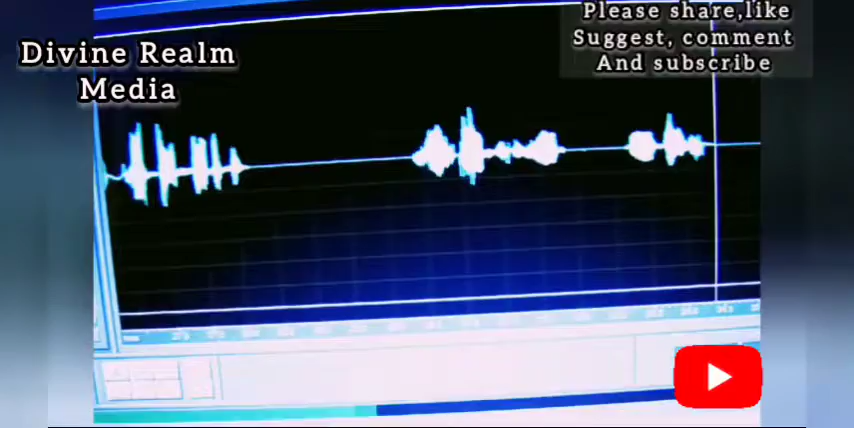 Divine Realm
Media
Please share,like
Suggest, comment
And subscribe